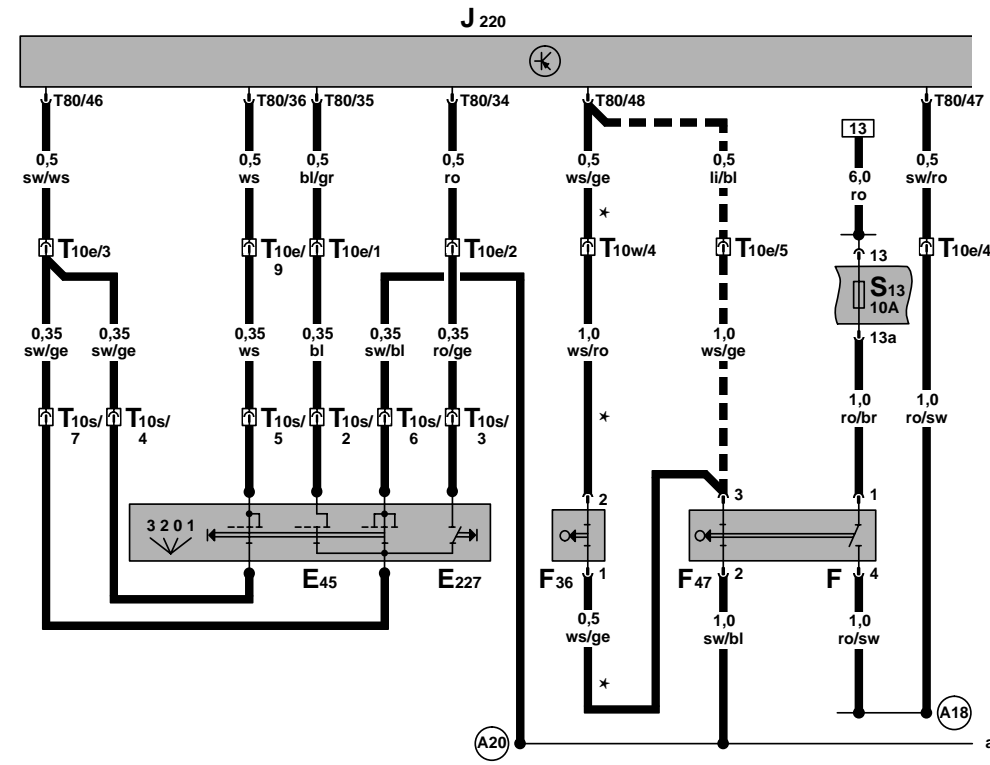 J 220
T80/46 T80/36 T80/35 T80/34 T80/48 T80/47
13
0,5 sw/ws
0,5 ws
0,5 bl/gr
0,5 ro
0,5 ws/ge
0,5 li/bl
6,0 ro
0,5 sw/ro
*
T10e/3
T10e/9
T10e/1
T10e/2
T10w/4
T10e/5
T10e/4
13
S13
10A
13a
0,35 sw/ge
0,35 sw/ge
0,35 ws
0,35 bl
0,35 sw/bl
0,35 ro/ge
1,0 ws/ro
1,0 ws/ge
1,0 ro/br
1,0 ro/sw
*
T10s/7
T10s/4
T10s/5
T10s/2
T10s/6
T10s/3
2 3 1
3 2 0 1
E45 E227 F36 1 F47 2 F 4
0,5 ws/ge
1,0 sw/bl
1,0 ro/sw
*
A18
A20